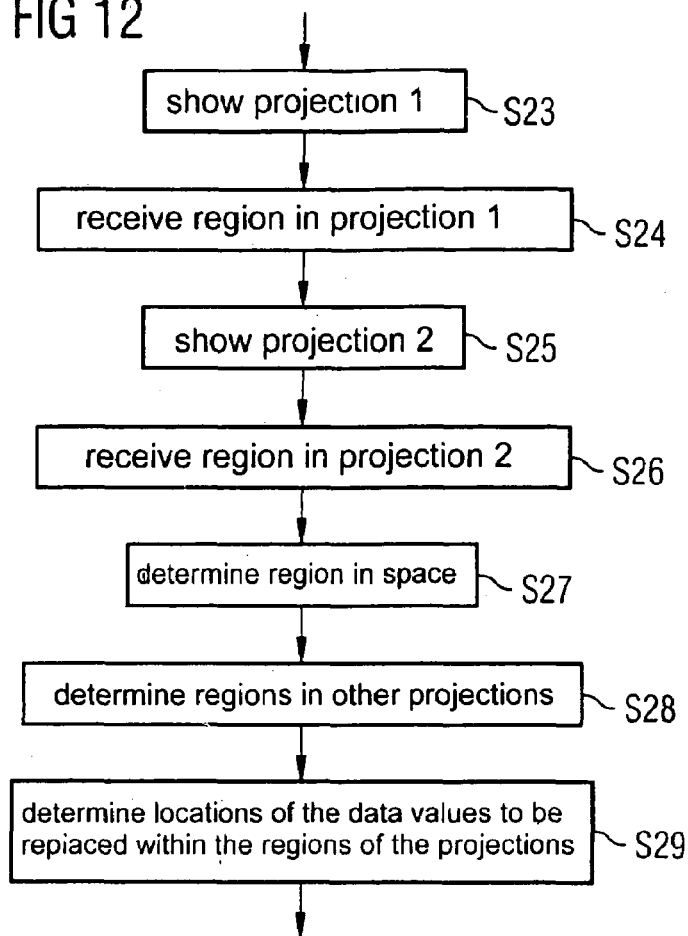 FIG 12
show projection 1
S23
receive region in projection 1
S24
show projection 2
S25
receive region in projection 2
S26
determine region in space
S27
determine regions in other projections
S28
determine locations of the data values to be
replaced within the regions of the projections
S29